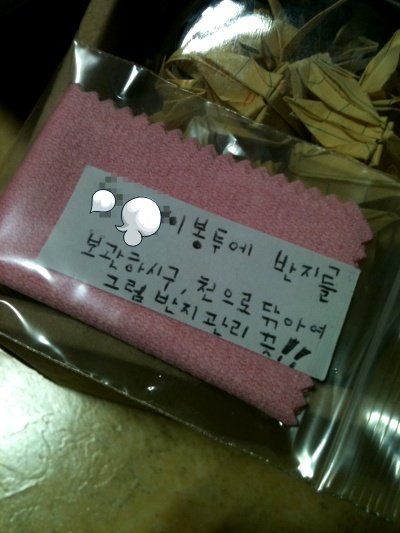 이 봉투에 반지들
보관하시구, 천으로 닦아여
그럼 반지 관리 끝!!